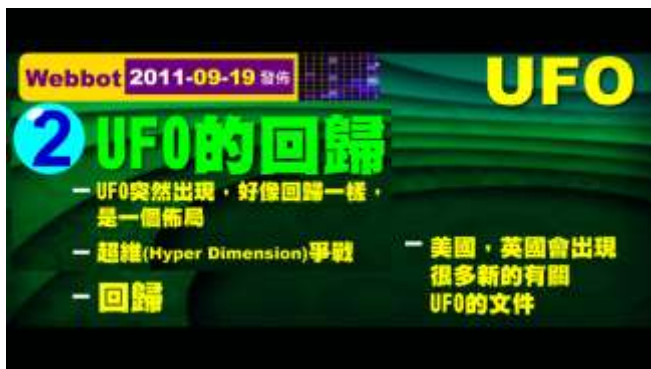 Webbot 2011-09-19 發佈
UFO
2 UFO的回歸
— UFO突然出現,好像回歸一樣,
是一個佈局
— 超維(Hyper Dimension)爭戰
— 回歸
— 美國,英國會出現
很多新的有關
UFO的文件